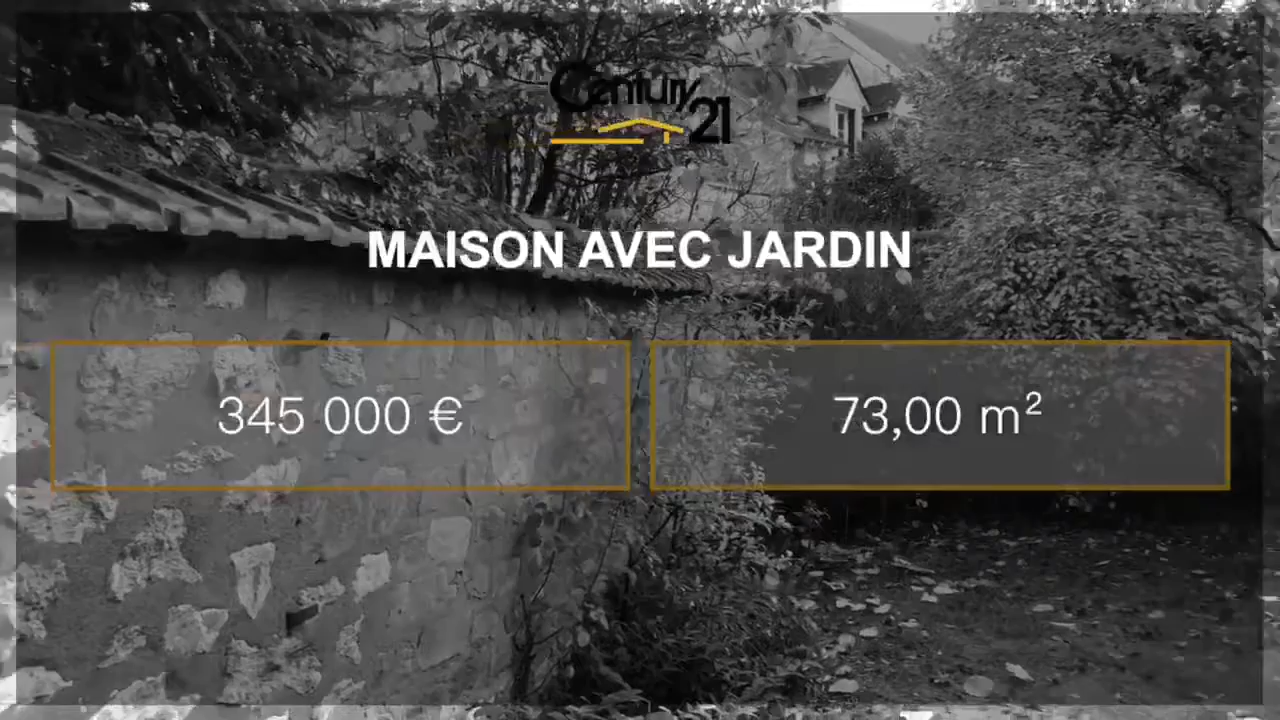 Century
21
MAISON AVEC JARDIN
345 000 €
73,00 m²